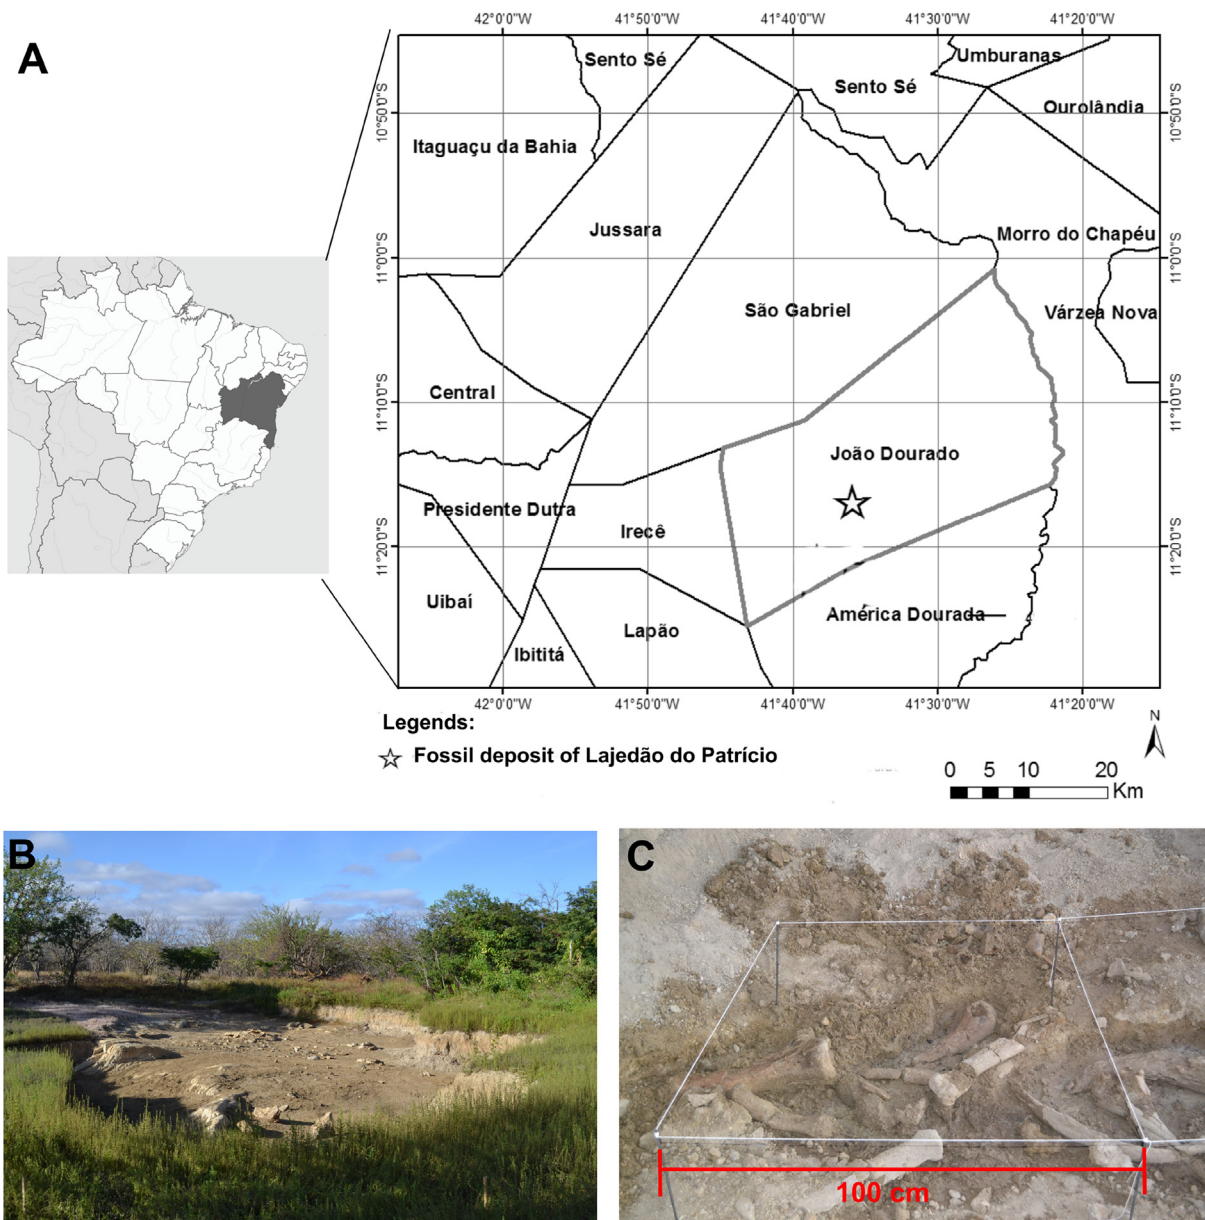 A
42°0'0"W 41°50'0"W 41°40'0"W 41°30'0"W 41°20'0"W
Sento Sé
Umburanas
Sento Sé
Ourolândia
10°50'0"S
10°50'0"S
Itaguaçu da Bahia
Jussara
Morro do Chapéu
11°0'0"S
11°0'0"S
São Gabriel
Várzea Nova
Central
11°10'0"S
11°10'0"S
João Dourado
Presidente Dutra
Irecê
11°20'0"S
11°20'0"S
Uibaí
América Dourada
Lapão
Ibititá
42°0'0"W 41°50'0"W 41°40'0"W 41°30'0"W 41°20'0"W
Legends:
Fossil deposit of Lajedão do Patrício
N
0 5 10 20
Km
B
C
100 cm